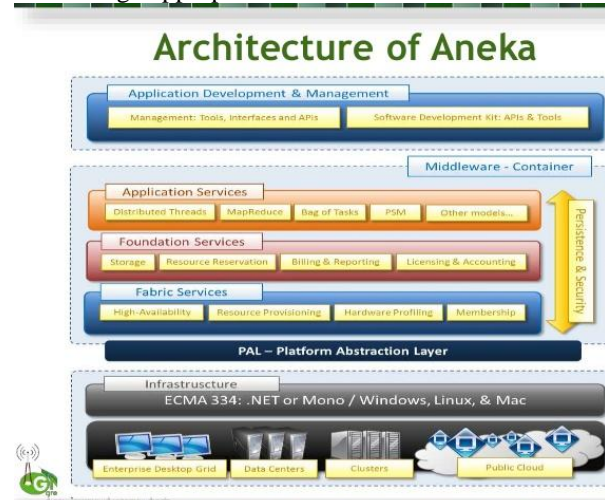 Architecture of Aneka
Application Development & Management
Management: Tools, Interfaces and APIs
Software Development Kit: APIs & Tools
Middleware - Container
Application Services
Distributed Threads
MapReduce
Bag of Tasks
PSM
Other models...
Persistence & Security
Foundation Services
Storage
Resource Reservation
Billing & Reporting
Licensing & Accounting
Fabric Services
High-Availability
Resource Provisioning
Hardware Profiling
Membership
PAL – Platform Abstraction Layer
Infrastruscture
ECMA 334: .NET or Mono / Windows, Linux, & Mac
Enterprise Desktop Grid
Data Centers
Clusters
Public Cloud